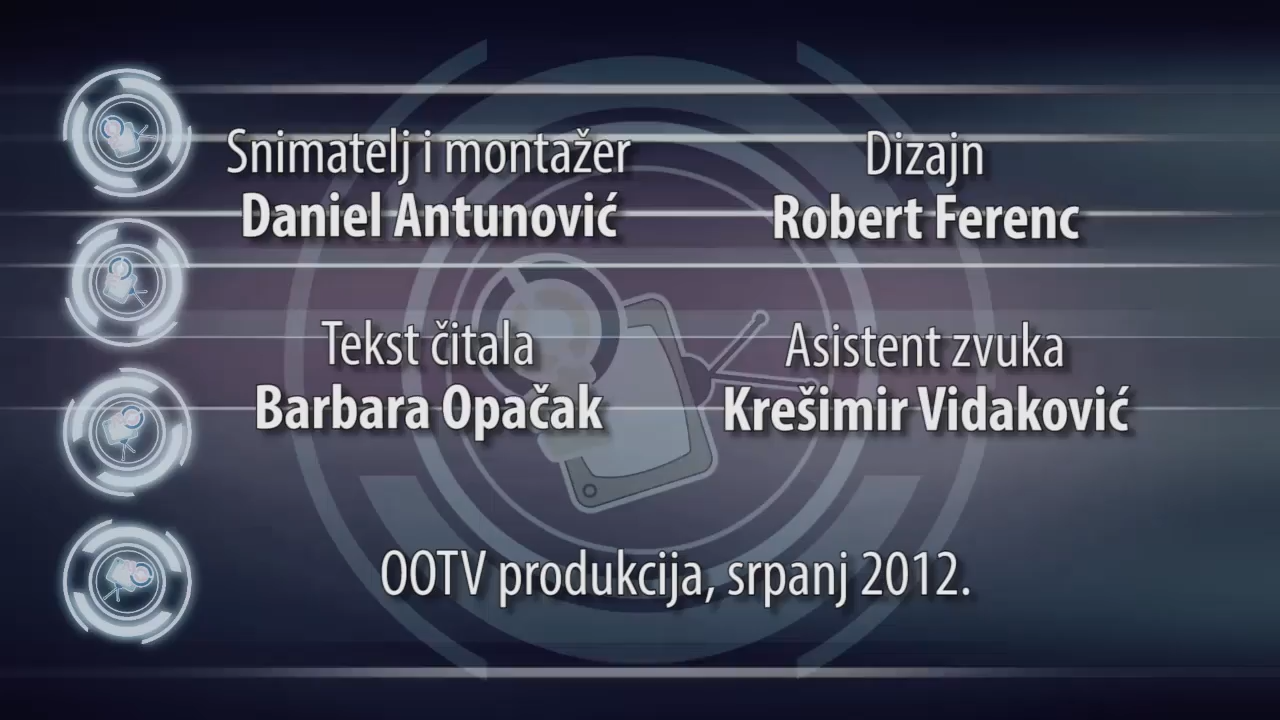 Snimatelj i montažer
Daniel Antunović
Dizajn
Robert Ferenc
Tekst čitala
Barbara Opačak
Asistent zvuka
Krešimir Vidaković
OOTV produkcija, srpanj 2012.